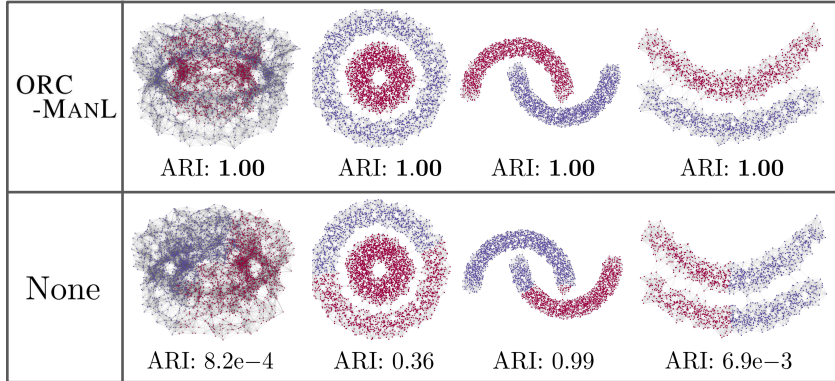 ORC
-MANL
ARI: 1.00 ARI: 1.00 ARI: 1.00 ARI: 1.00
None
ARI: 8.2e−4 ARI: 0.36 ARI: 0.99 ARI: 6.9e−3